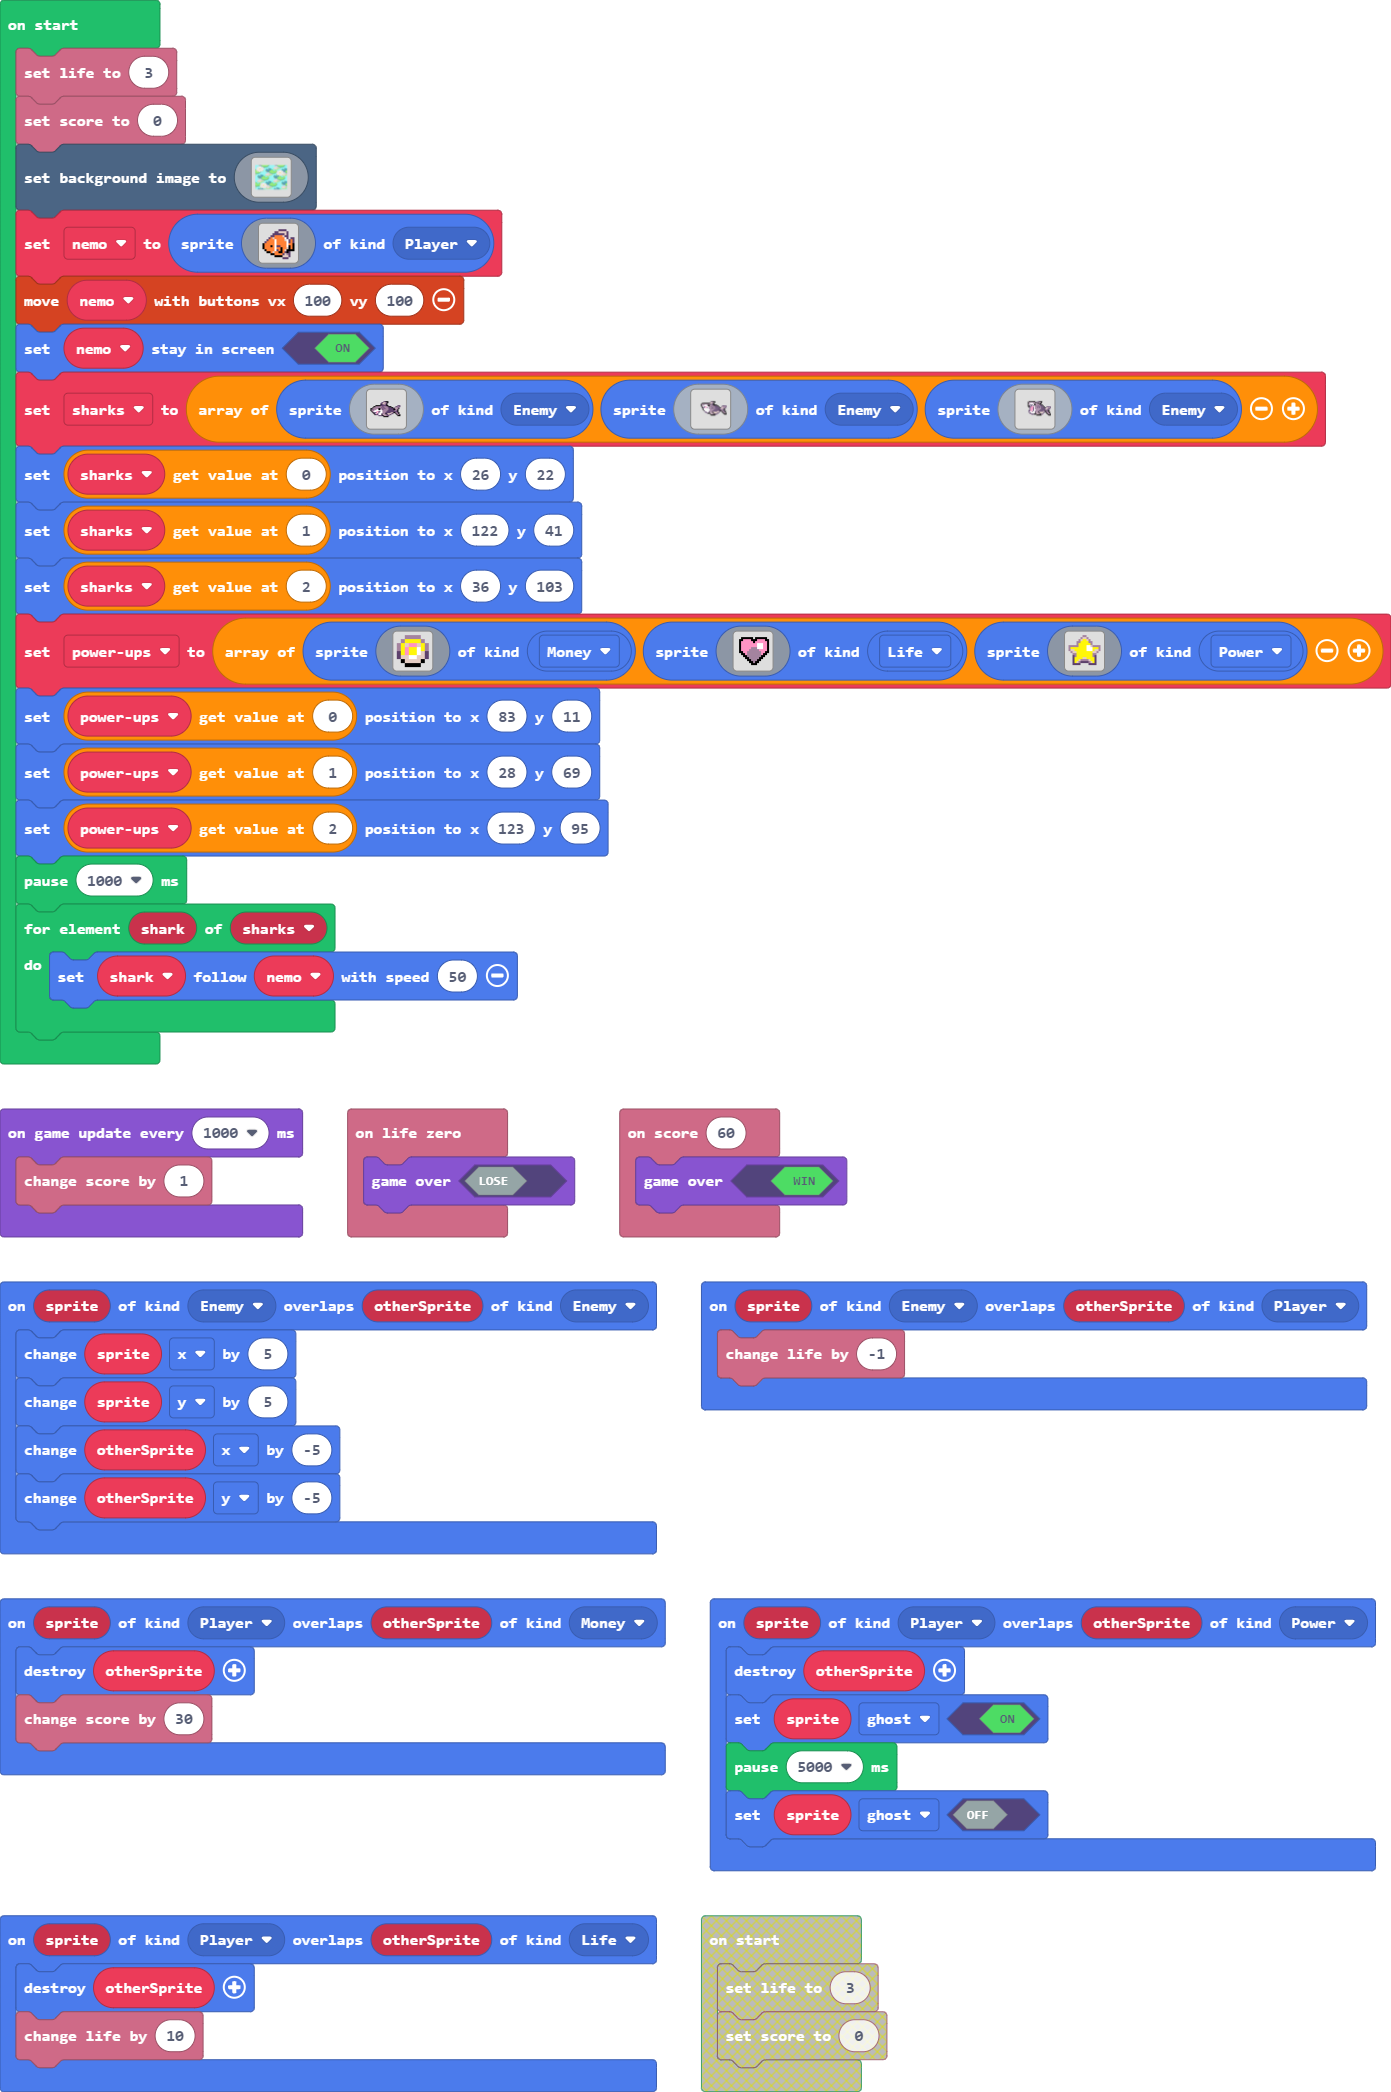 on start
set life to 3
set score to 0
set background image to
set nemo to sprite of kind Player
move nemo with buttons vx 100 vy 100
set nemo stay in screen ON
set sharks to array of sprite of kind Enemy sprite of kind Enemy sprite of kind Enemy
set sharks get value at 0 position to x 26 y 22
set sharks get value at 1 position to x 122 y 41
set sharks get value at 2 position to x 36 y 103
set power-ups to array of sprite of kind Money sprite of kind Life sprite of kind Power
set power-ups get value at 0 position to x 83 y 11
set power-ups get value at 1 position to x 28 y 69
set power-ups get value at 2 position to x 123 y 95
pause 1000 ms
for element shark of sharks
do set shark follow nemo with speed 50
on game update every 1000 ms
change score by 1
on life zero
game over LOSE
on score 60
game over WIN
on sprite of kind Enemy overlaps otherSprite of kind Enemy
change sprite x by 5
change sprite y by 5
change otherSprite x by -5
change otherSprite y by -5
on sprite of kind Enemy overlaps otherSprite of kind Player
change life by -1
on sprite of kind Player overlaps otherSprite of kind Money
destroy otherSprite
change score by 30
on sprite of kind Player overlaps otherSprite of kind Power
destroy otherSprite
set sprite ghost ON
pause 5000 ms
set sprite ghost OFF
on sprite of kind Player overlaps otherSprite of kind Life
destroy otherSprite
change life by 10
on start
set life to 3
set score to 0